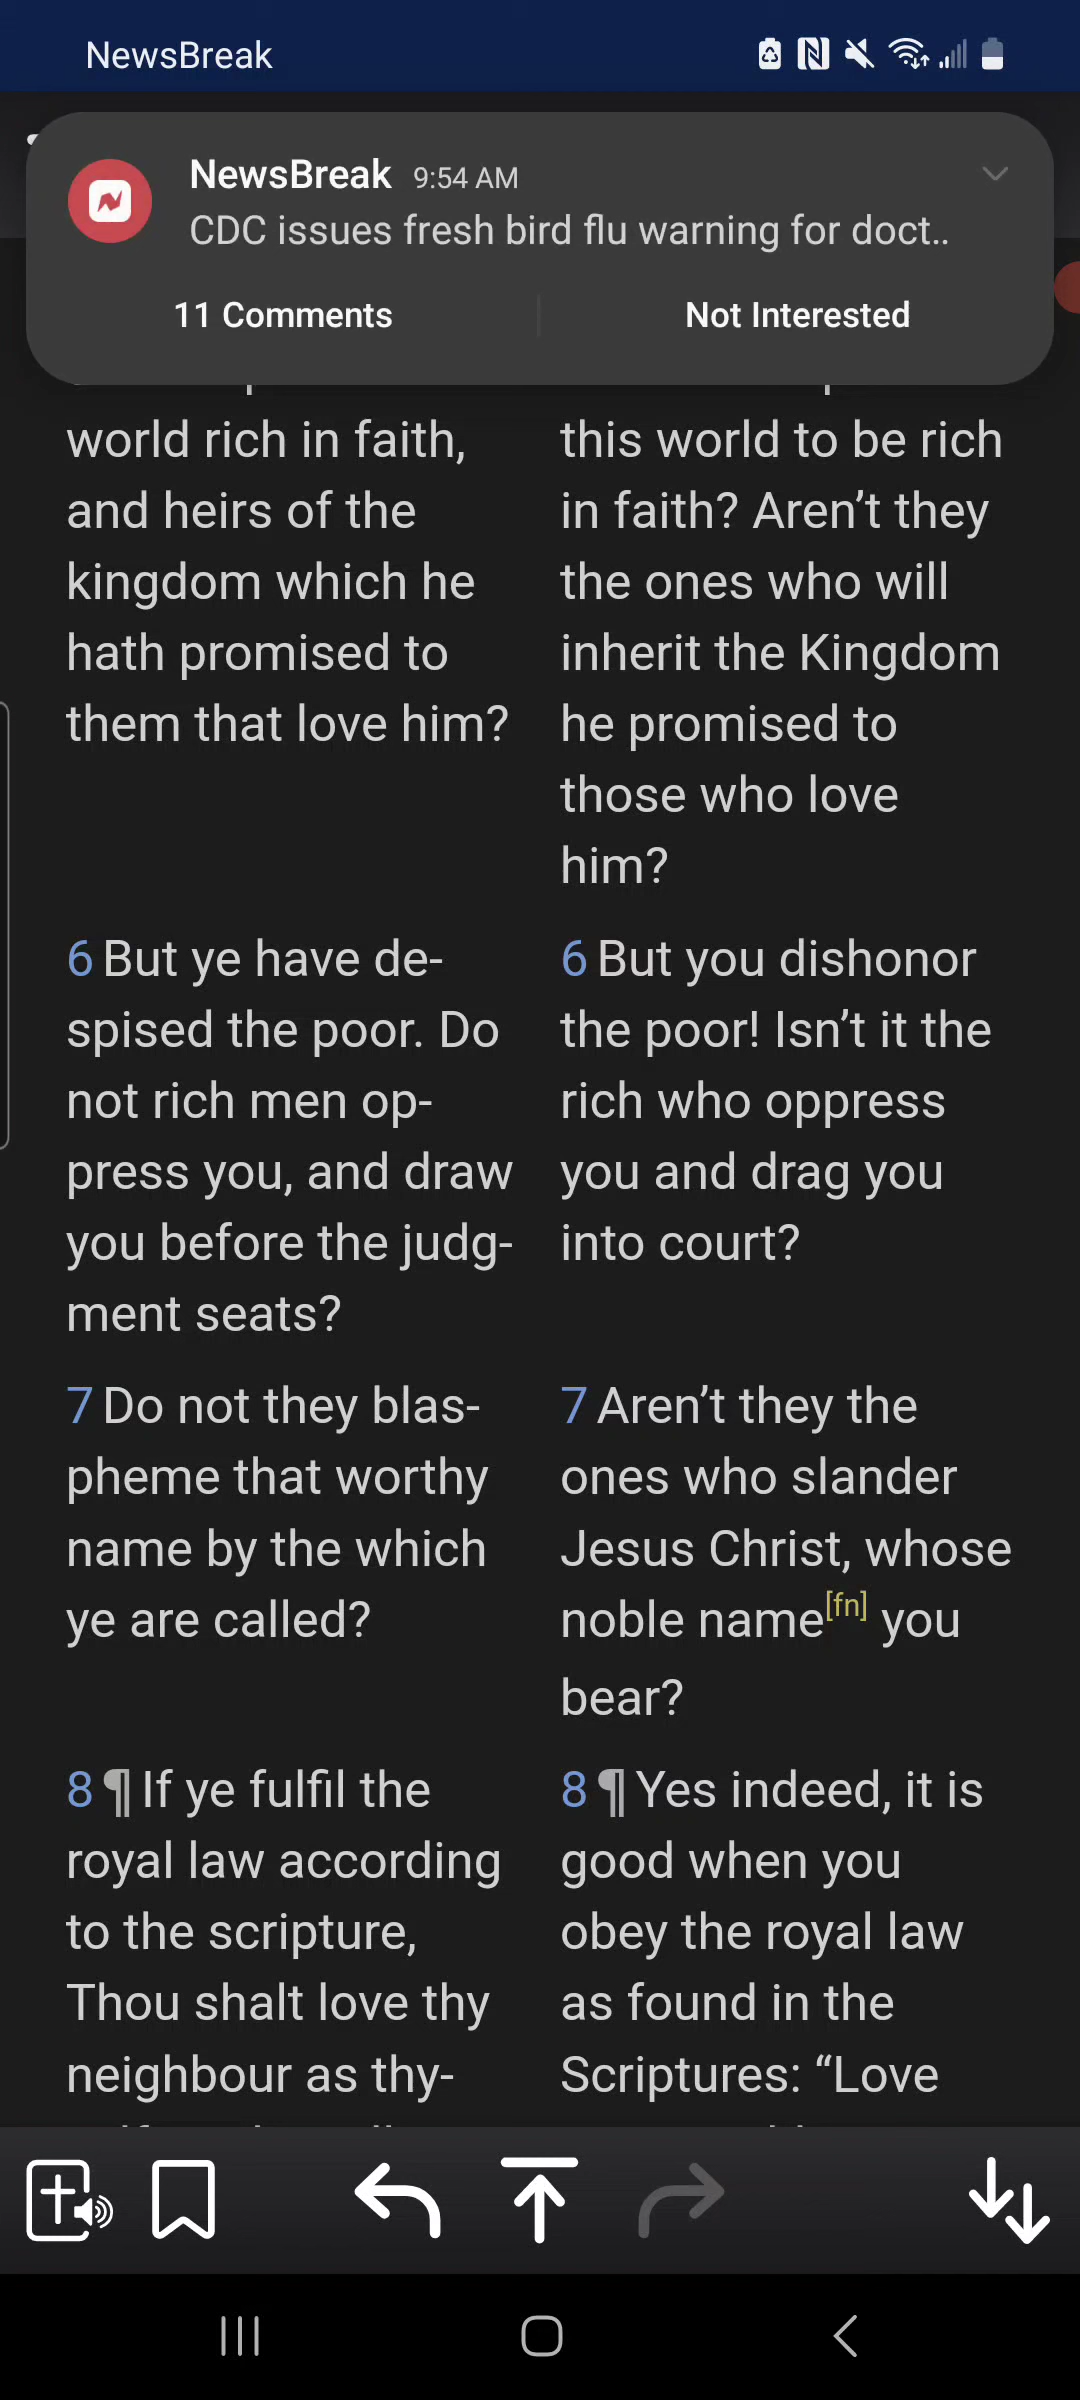 NewsBreak
NewsBreak 9:54 AM
CDC issues fresh bird flu warning for doct..
11 Comments
Not Interested
world rich in faith,
and heirs of the
kingdom which he
hath promised to
them that love him?
this world to be rich
in faith? Aren’t they
the ones who will
inherit the Kingdom
he promised to
those who love
him?
6 But ye have de-
spised the poor. Do
not rich men op-
press you, and draw
you before the judg-
ment seats?
6 But you dishonor
the poor! Isn’t it the
rich who oppress
you and drag you
into court?
7 Do not they blas-
pheme that worthy
name by the which
ye are called?
7 Aren’t they the
ones who slander
Jesus Christ, whose
noble name[fn] you
bear?
8 ¶ If ye fulfil the
royal law according
to the scripture,
Thou shalt love thy
neighbour as thy-
8 ¶ Yes indeed, it is
good when you
obey the royal law
as found in the
Scriptures: “Love